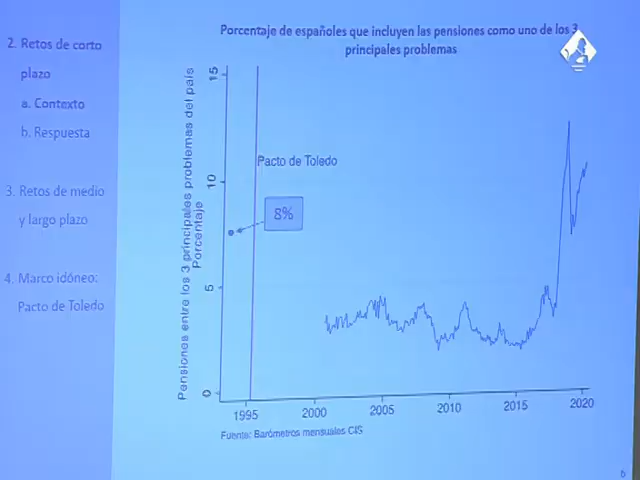 Porcentaje de españoles que incluyen las pensiones como uno de los 3
principales problemas
2. Retos de corto
plazo
a. Contexto
b. Respuesta
3. Retos de medio
y largo plazo
4. Marco idóneo:
Pacto de Toledo
Pensiones entre los 3 principales problemas del país
Porcentaje
15
10
5
0
Pacto de Toledo
8%
1995
2000
2005
2010
2015
2020
Fuente: Barómetros mensuales CIS
6